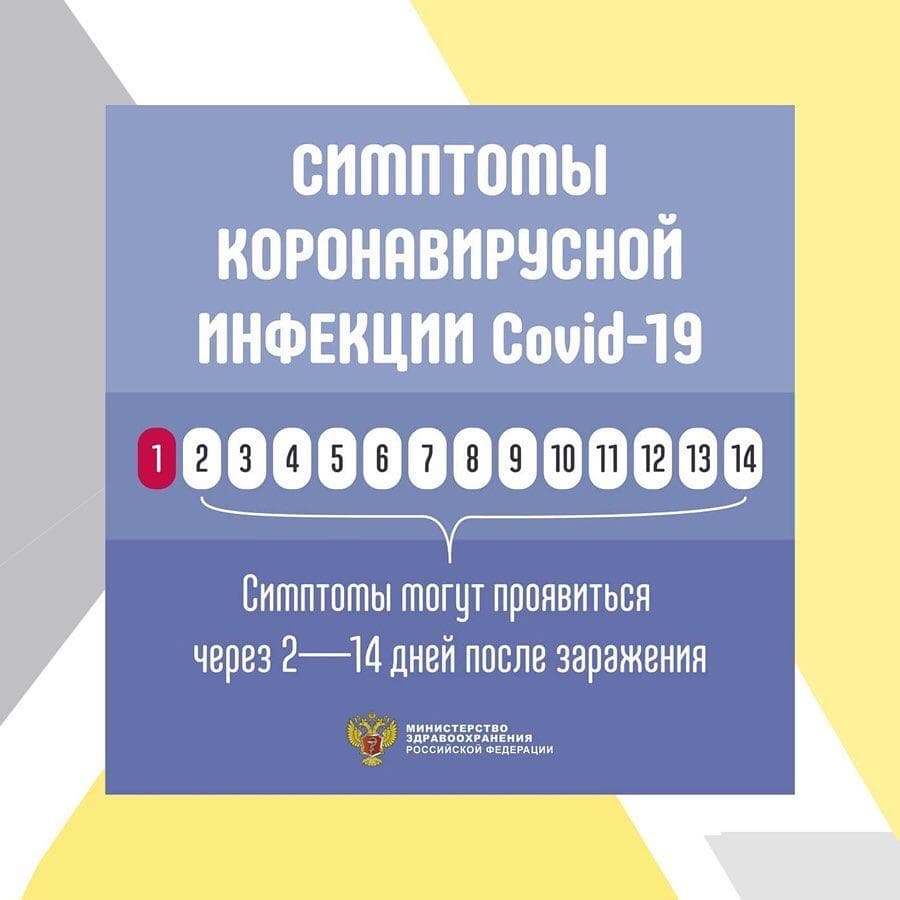 СИМПТОМЫ
КОРОНАВИРУСНОЙ
ИНФЕКЦИИ Covid-19
1 2 3 4 5 6 7 8 9 10 11 12 13 14
Симптомы могут проявиться
через 2—14 дней после заражения
МИНИСТЕРСТВО
ЗДРАВООХРАНЕНИЯ
РОССИЙСКОЙ ФЕДЕРАЦИИ